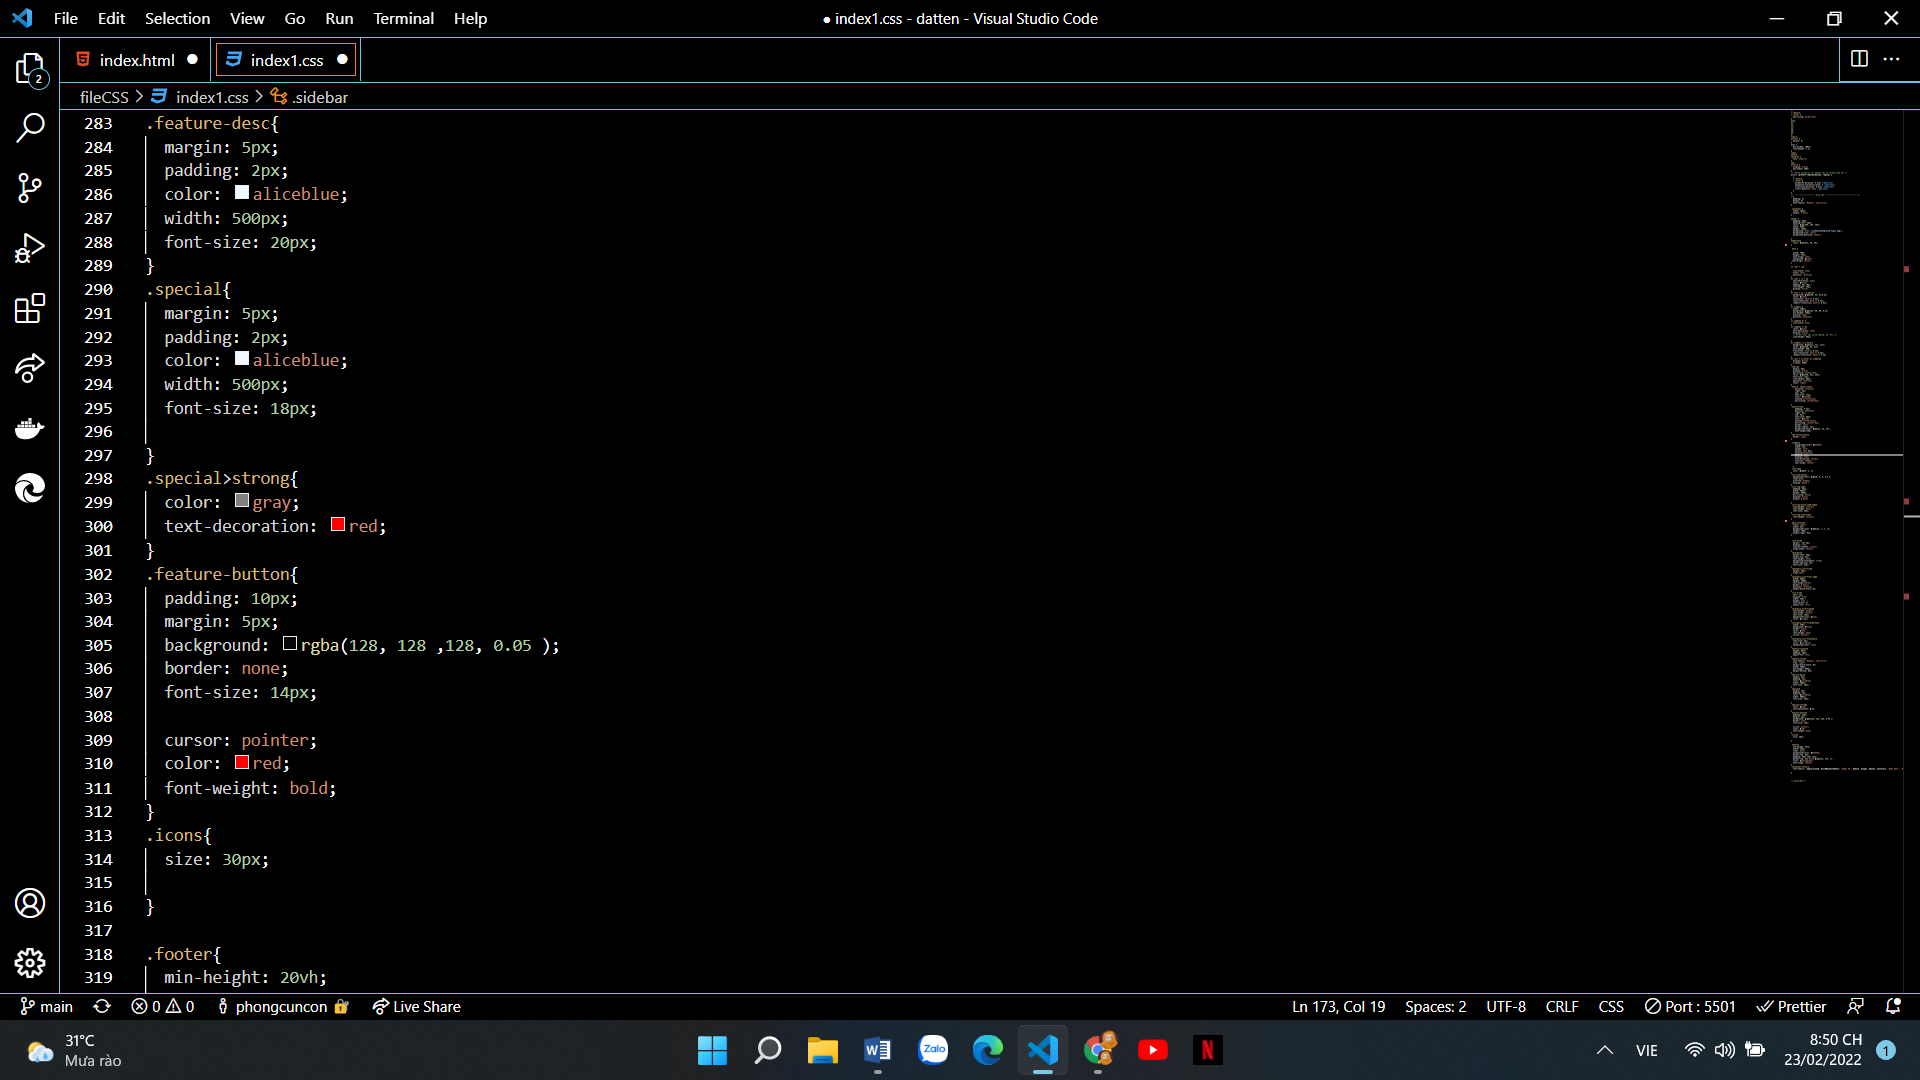 File Edit Selection View Go Run Terminal Help
● index1.css - datten - Visual Studio Code
index.html ●
index1.css ●
2
fileCSS > index1.css > .sidebar
283 .feature-desc{
284 margin: 5px;
285 padding: 2px;
286 color: aliceblue;
287 width: 500px;
288 font-size: 20px;
289 }
290 .special{
291 margin: 5px;
292 padding: 2px;
293 color: aliceblue;
294 width: 500px;
295 font-size: 18px;
296
297 }
298 .special>strong{
299 color: gray;
300 text-decoration: red;
301 }
302 .feature-button{
303 padding: 10px;
304 margin: 5px;
305 background: rgba(128, 128 ,128, 0.05 );
306 border: none;
307 font-size: 14px;
308
309 cursor: pointer;
310 color: red;
311 font-weight: bold;
312 }
313 .icons{
314 size: 30px;
315
316 }
317
318 .footer{
319 min-height: 20vh;
main 0 0 phongcuncon Live Share
Ln 173, Col 19 Spaces: 2 UTF-8 CRLF CSS Port : 5501 Prettier
31°C
Mưa rào
Zalo
VIE
8:50 CH
23/02/2022
1